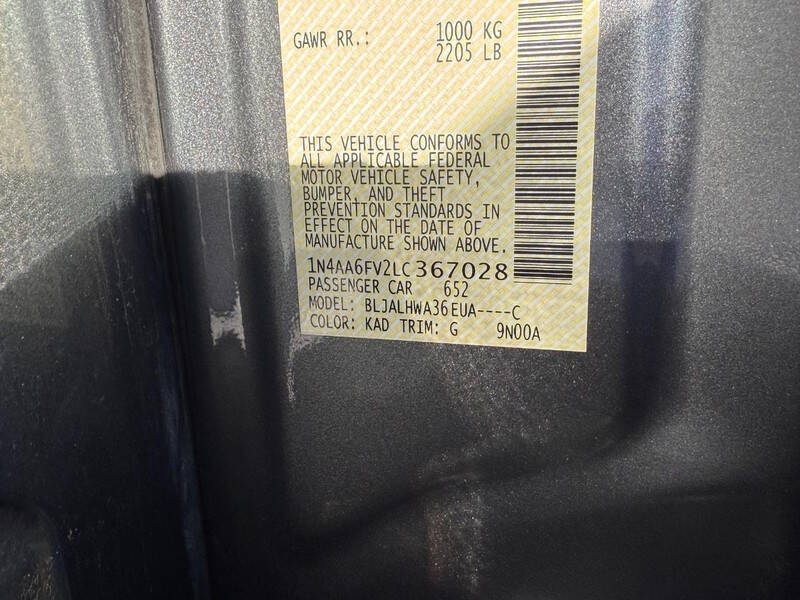 GAWR RR.: 1000 KG
2205 LB
THIS VEHICLE CONFORMS TO
ALL APPLICABLE FEDERAL
MOTOR VEHICLE SAFETY,
BUMPER, AND THEFT
PREVENTION STANDARDS IN
EFFECT ON THE DATE OF
MANUFACTURE SHOWN ABOVE.
1N4AA6FV2LC367028
PASSENGER CAR 652
MODEL: BLJALHWA36EUA----C
COLOR: KAD TRIM: G 9N00A